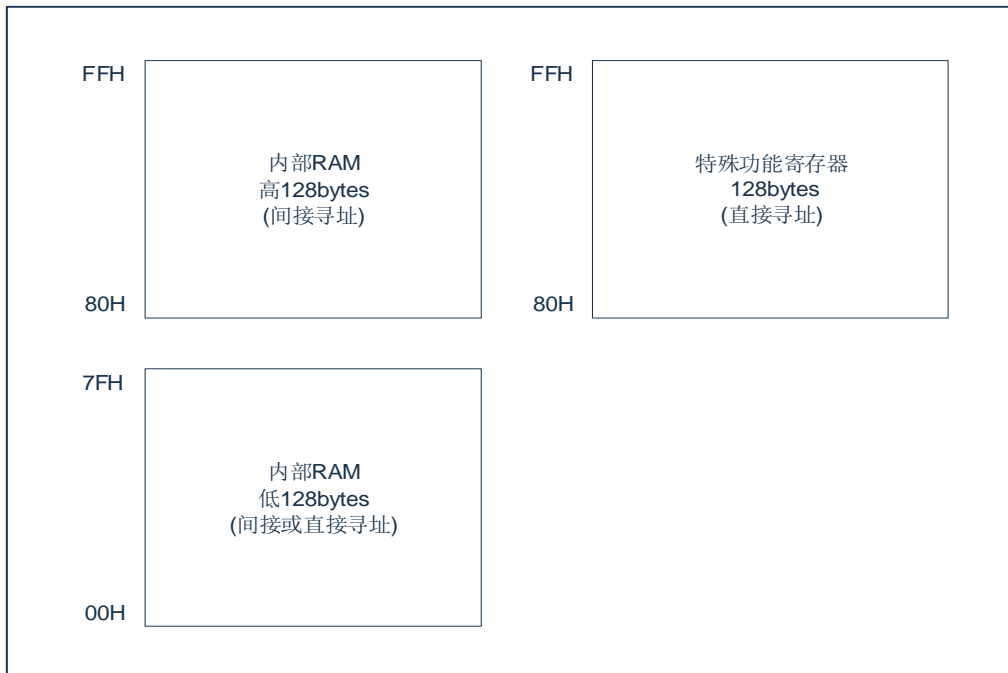 FFH
内部RAM
高128bytes
(间接寻址)
80H
FFH
特殊功能寄存器
128bytes
(直接寻址)
80H
7FH
内部RAM
低128bytes
(间接或直接寻址)
00H